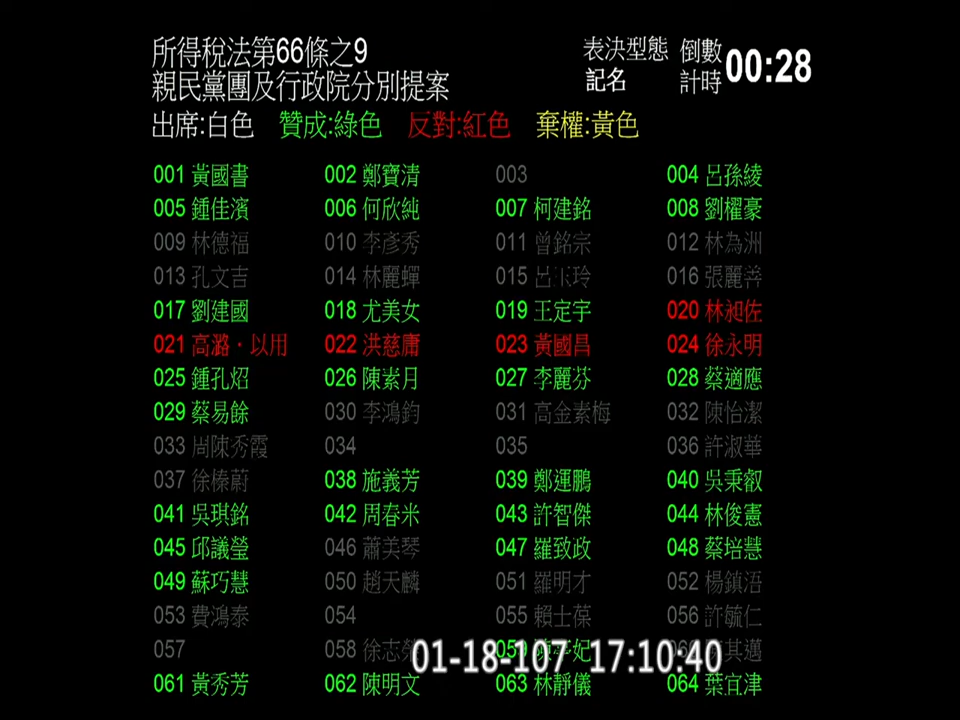 所得稅法第66條之9
親民黨團及行政院分別提案
表決型態 記名
倒數計時 00:28
出席:白色 贊成:綠色 反對:紅色 棄權:黃色
001 黃國書 002 鄭寶清 003 004 呂孫綾
005 鍾佳濱 006 何欣純 007 柯建銘 008 劉櫂豪
009 林德福 010 李彥秀 011 曾銘宗 012 林為洲
013 孔文吉 014 林麗蟬 015 呂玉玲 016 張麗善
017 劉建國 018 尤美女 019 王定宇 020 林昶佐
021 高潞．以用 022 洪慈庸 023 黃國昌 024 徐永明
025 鍾孔炤 026 陳素月 027 李麗芬 028 蔡適應
029 蔡易餘 030 李鴻鈞 031 高金素梅 032 陳怡潔
033 周陳秀霞 034 035 036 許淑華
037 徐榛蔚 038 施義芳 039 鄭運鵬 040 吳秉叡
041 吳琪銘 042 周春米 043 許智傑 044 林俊憲
045 邱議瑩 046 蕭美琴 047 羅致政 048 蔡培慧
049 蘇巧慧 050 趙天麟 051 羅明才 052 楊鎮浯
053 費鴻泰 054 055 賴士葆 056 許毓仁
057 058 徐志榮 059 妃 其邁
01-18-107 17:10:40
061 黃秀芳 062 陳明文 063 林靜儀 064 葉宜津